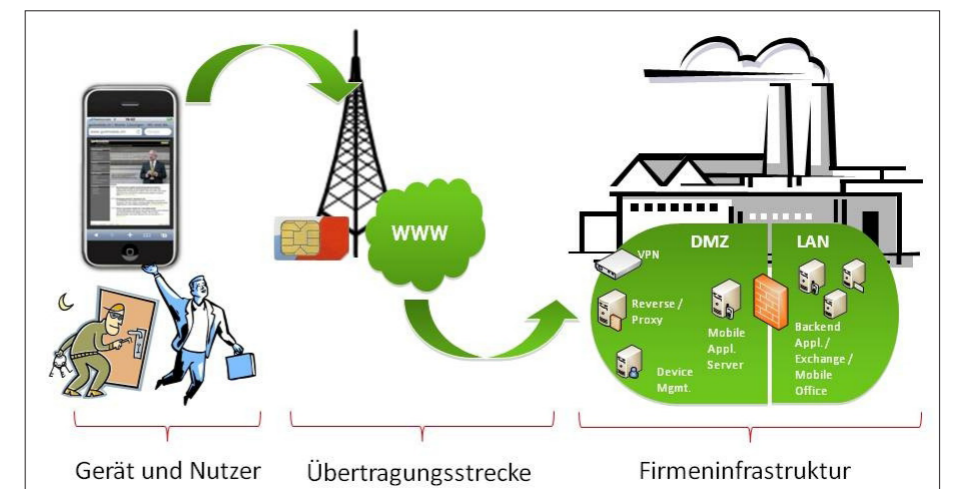 WWW
DMZ
LAN
VPN
Reverse /
Proxy
Mobile
Appl.
Server
Device
Mgmt.
Backend
Appl./
Exchange /
Mobile
Office
Gerät und Nutzer
Übertragungsstrecke
Firmeninfrastruktur